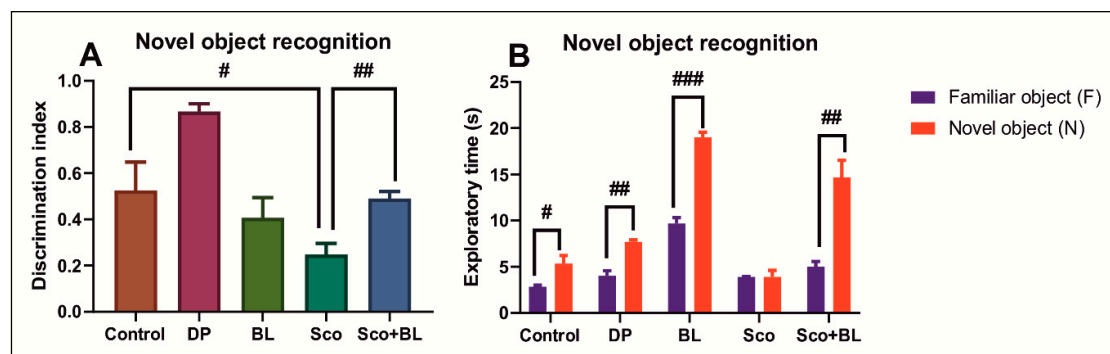 A
Novel object recognition
#
##
Discrimination index
1.0
0.8
0.6
0.4
0.2
0.0
Control DP BL Sco Sco+BL
B
Novel object recognition
#
##
###
##
Exploratory time (s)
25
20
15
10
5
0
Control DP BL Sco Sco+BL
Familiar object (F)
Novel object (N)